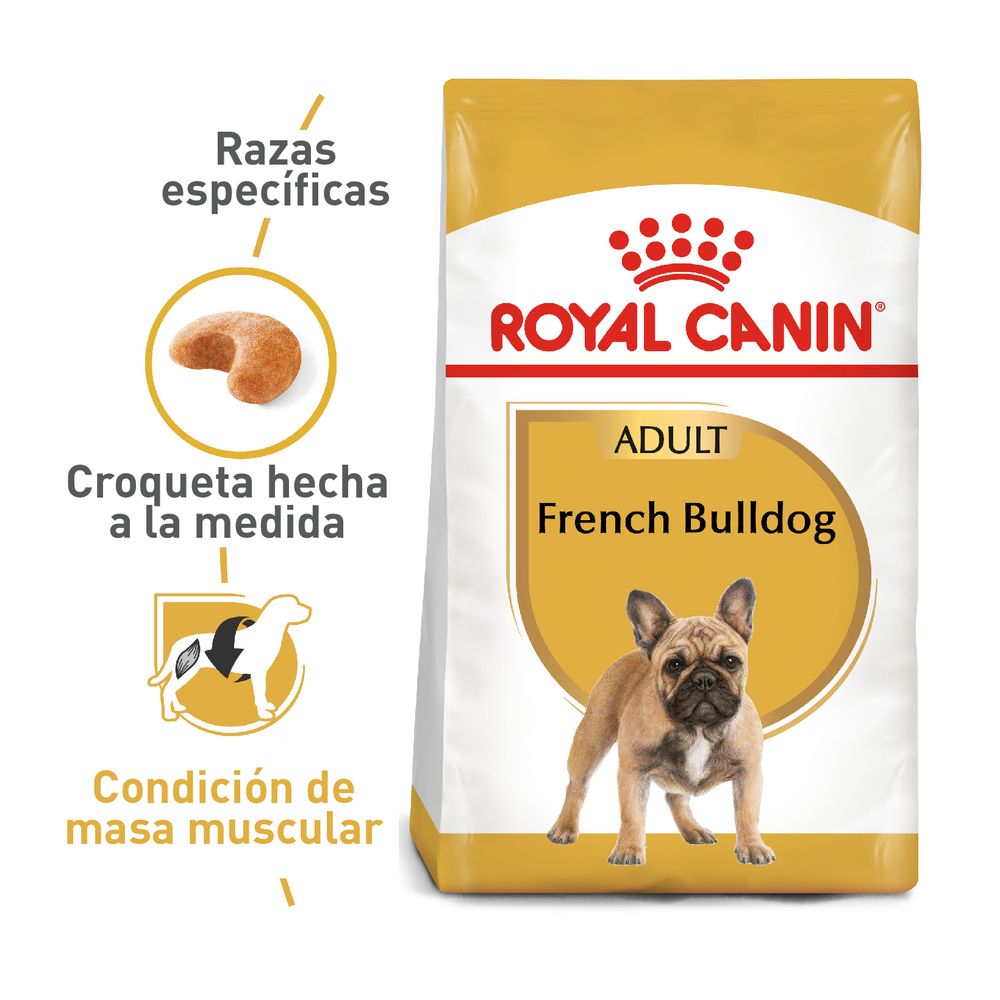 Razas
específicas
Croqueta hecha
a la medida
Condición de
masa muscular
ROYAL CANIN®
ADULT
French Bulldog